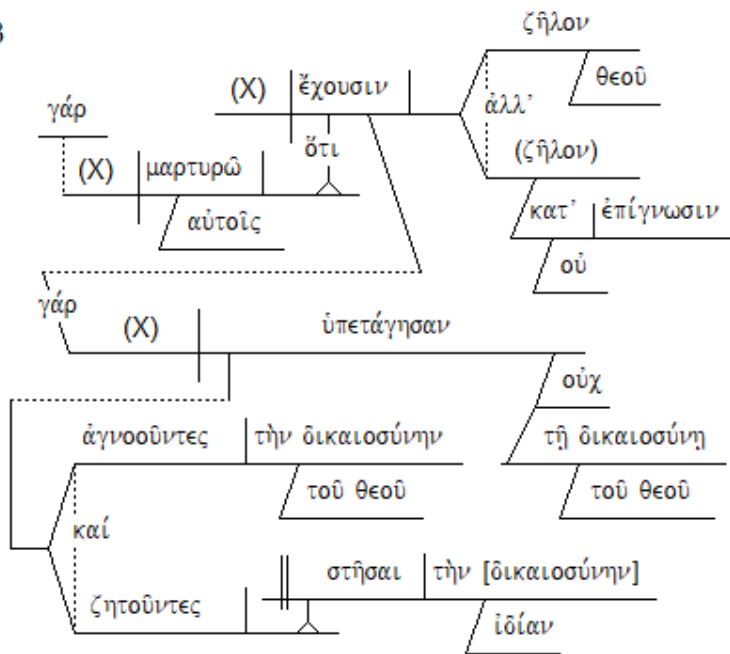 ζῆλον
θεοῦ
(X) ἔχουσιν
ἀλλ’
γάρ
ὅτι
(ζῆλον)
(X) μαρτυρῶ
κατ’ ἐπίγνωσιν
αὐτοῖς
οὐ
γάρ
(X) ὑπετάγησαν
οὐχ
ἀγνοοῦντες τὴν δικαιοσύνην
τῇ δικαιοσύνῃ
τοῦ θεοῦ
τοῦ θεοῦ
καί
στῆσαι τὴν [δικαιοσύνην]
ζητοῦντες
ἰδίαν